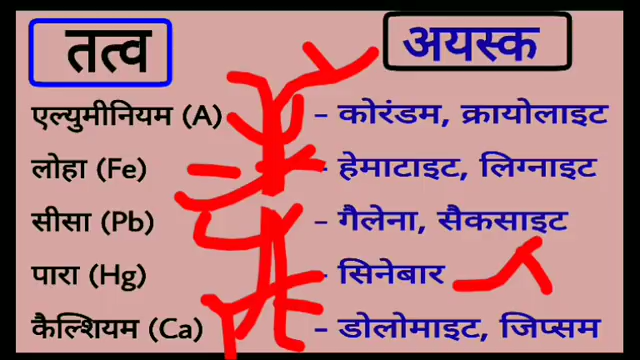 तत्व अयस्क
एल्युमीनियम (A) – कोरंडम, क्रायोलाइट
लोहा (Fe) - हेमाटाइट, लिग्नाइट
सीसा (Pb) – गैलेना, सैकसाइट
पारा (Hg) - सिनेबार
कैल्शियम (Ca) – डोलोमाइट, जिप्सम